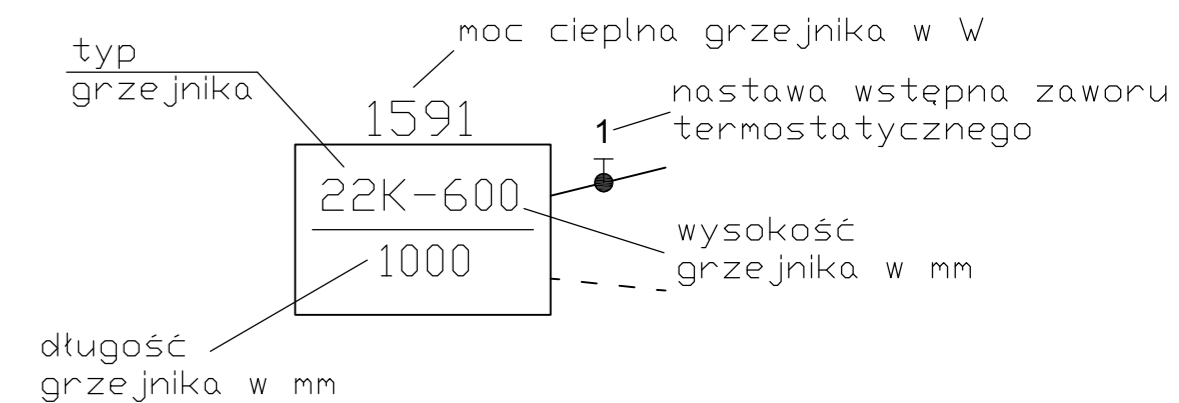 moc cieplna grzejnika w W
typ
grzejnika
1591
nastawa wstępna zaworu
termostatycznego
1
22K-600
wysokość
grzejnika w mm
1000
długość
grzejnika w mm